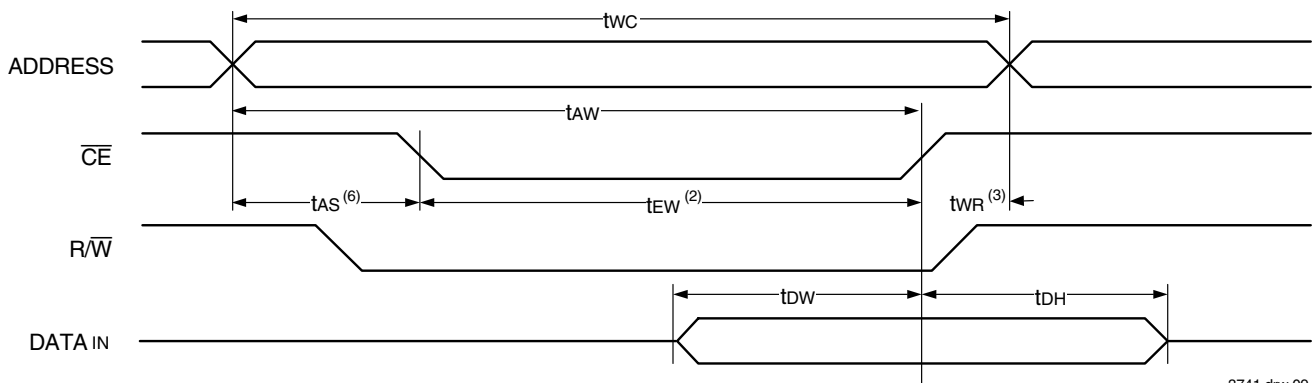 tWC
ADDRESS
tAW
CE
tAS (6)
tEW (2)
tWR (3)
R/W
tDW
tDH
DATA IN